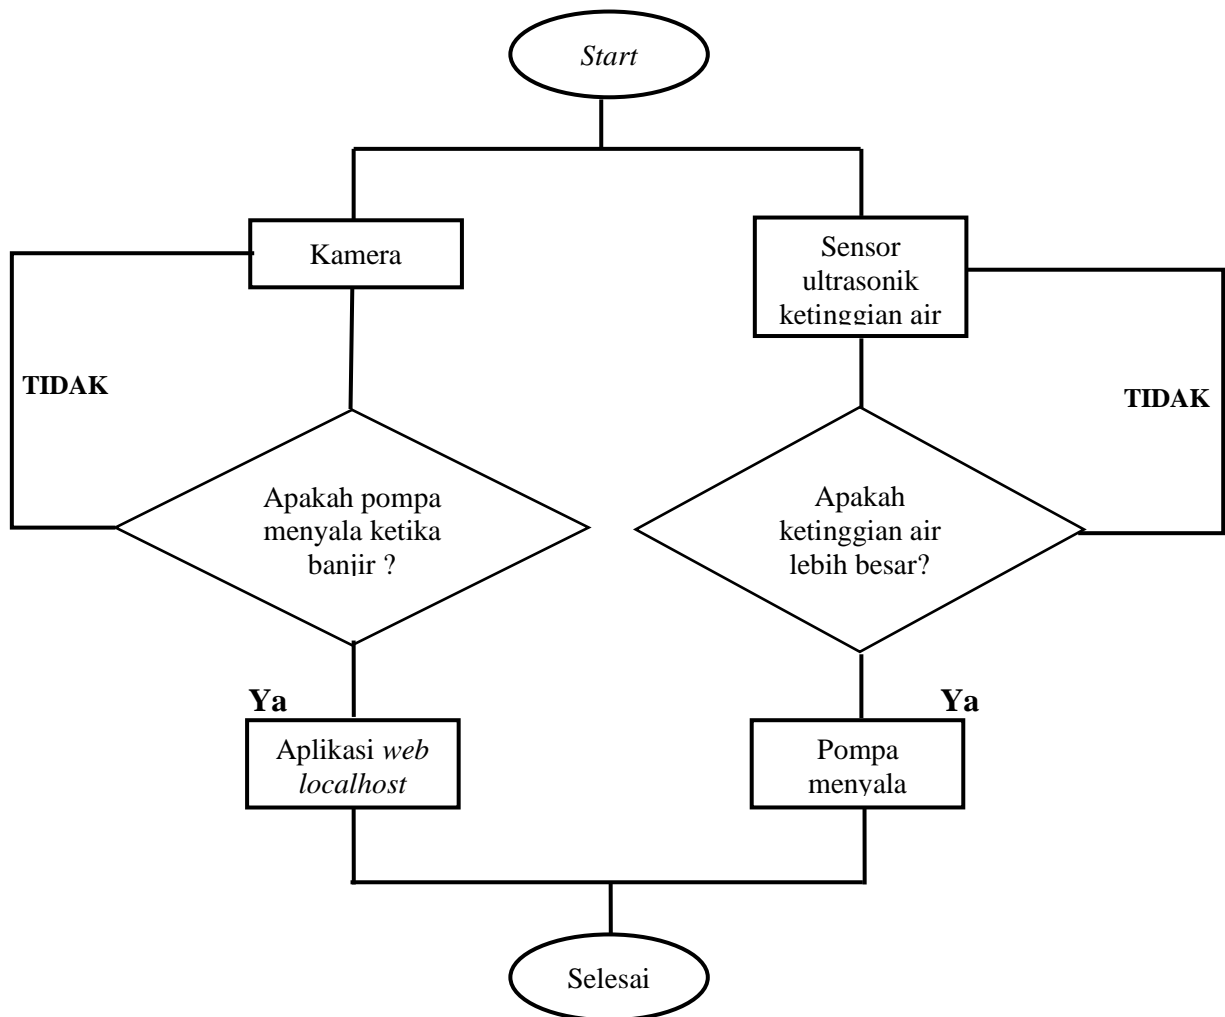 Start
Kamera
Sensor
ultrasonik
ketinggian air
TIDAK
TIDAK
Apakah pompa
menyala ketika
banjir ?
Apakah
ketinggian air
lebih besar?
Ya
Ya
Aplikasi web
localhost
Pompa
menyala
Selesai